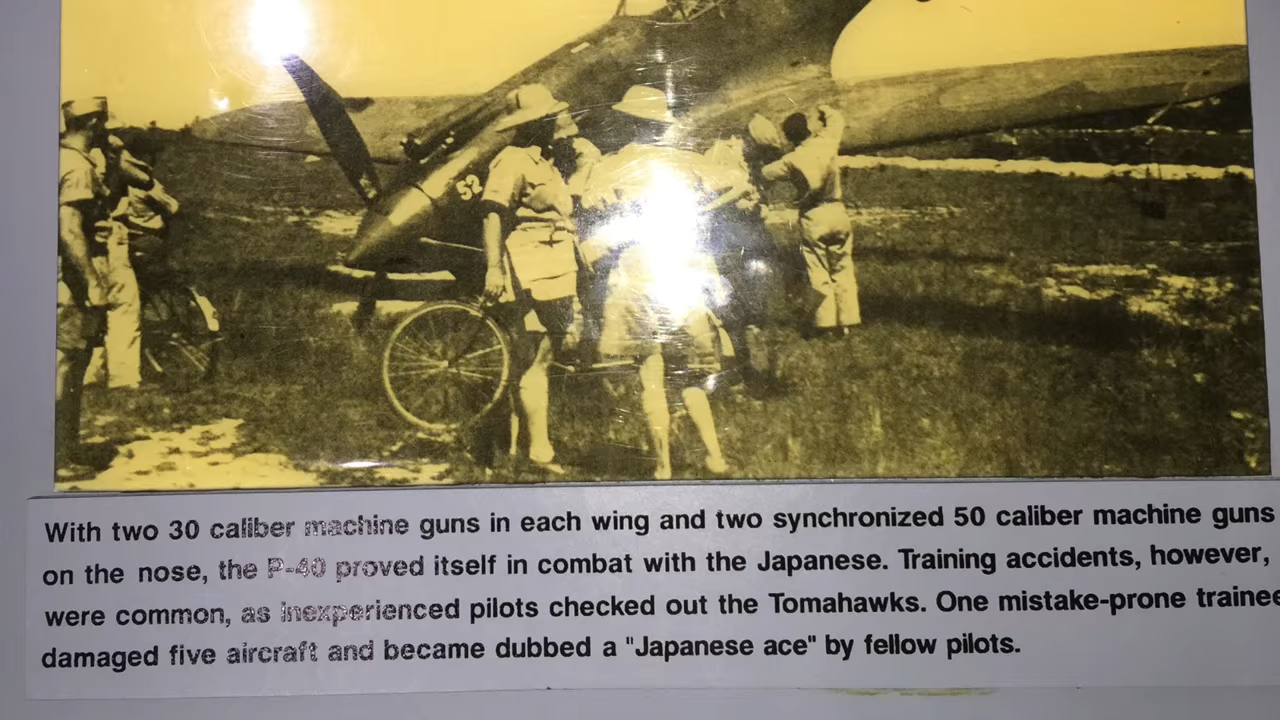 52
With two 30 caliber machine guns in each wing and two synchronized 50 caliber machine guns
on the nose, the P-40 proved itself in combat with the Japanese. Training accidents, however,
were common, as inexperienced pilots checked out the Tomahawks. One mistake-prone trainee
damaged five aircraft and became dubbed a "Japanese ace" by fellow pilots.